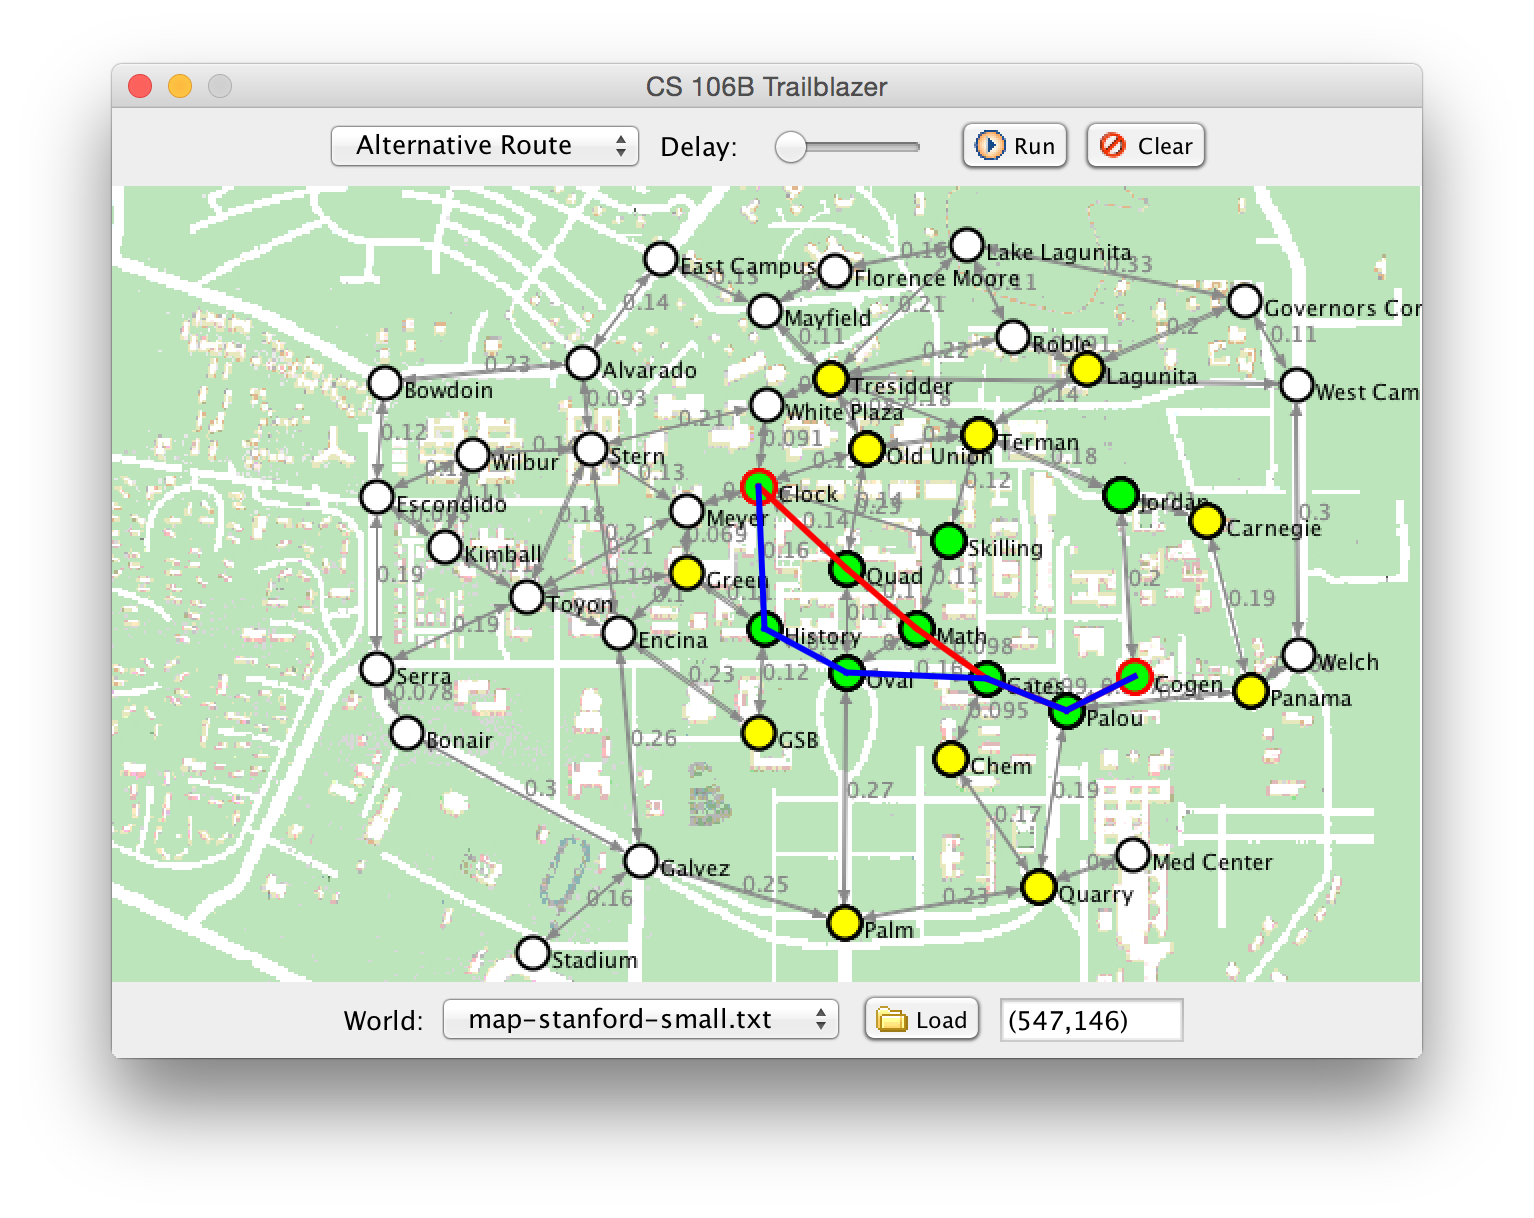 CS 106B Trailblazer
Alternative Route
Delay:
Run
Clear
Lake Lagunita
East Campus
Florence Moore
0.33
Governors Cor
0.14
0.21
Mayfield
0.2
0.11
0.11
Roble
0.22
Alvarado
0.23
Lagunita
Tresidder
Bowdoin
West Cam
0.093
0.14
White Plaza
0.21
0.12
0.091
Terman
Old Union
Stern
Wilbur
0.18
0.13
0.12
Clock
Jordan
Escondido
0.3
0.18
Meyer
0.14
Carnegie
0.069
Kimball
0.21
0.16
Skilling
0.19
0.19
Green
Quad
0.11
0.2
0.1
0.19
Toyon
0.11
0.19
Encina
History
Math
0.098
Welch
Serra
0.23
0.12
Oval
0.16
Gates
Cogen
0.078
Panama
0.095
Palou
Bonair
0.26
GSB
Chem
0.3
0.27
0.19
0.17
Galvez
Med Center
0.25
0.16
0.23
Quarry
Palm
Stadium
World:
map-stanford-small.txt
Load
(547,146)